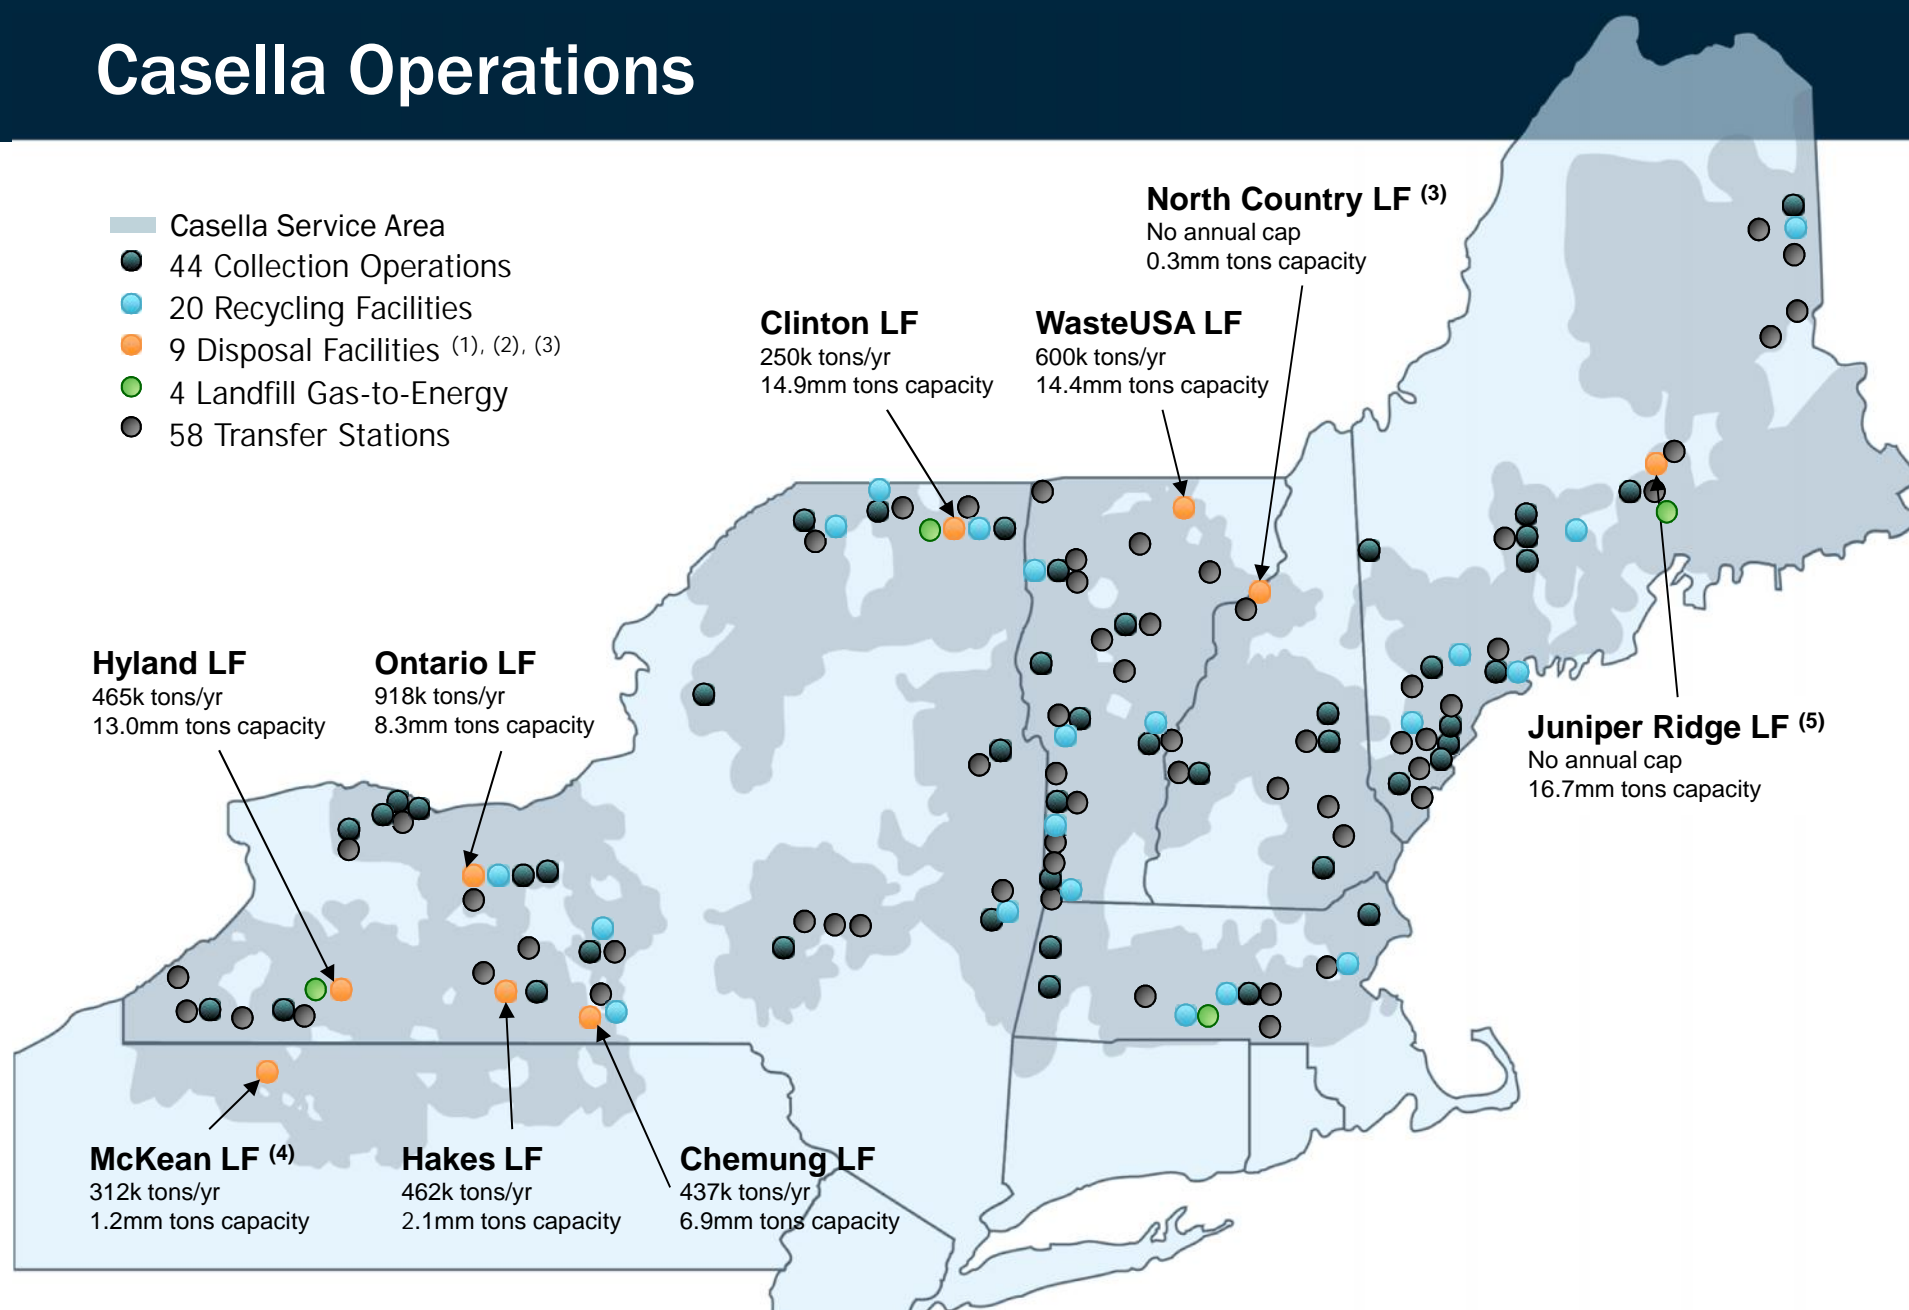 Casella Operations
Casella Service Area
44 Collection Operations
20 Recycling Facilities
9 Disposal Facilities (1), (2), (3)
4 Landfill Gas-to-Energy
58 Transfer Stations
North Country LF (3)
No annual cap
0.3mm tons capacity
Clinton LF
250k tons/yr
14.9mm tons capacity
WasteUSA LF
600k tons/yr
14.4mm tons capacity
Hyland LF
465k tons/yr
13.0mm tons capacity
Ontario LF
918k tons/yr
8.3mm tons capacity
Juniper Ridge LF (5)
No annual cap
16.7mm tons capacity
McKean LF (4)
312k tons/yr
1.2mm tons capacity
Hakes LF
462k tons/yr
2.1mm tons capacity
Chemung LF
437k tons/yr
6.9mm tons capacity